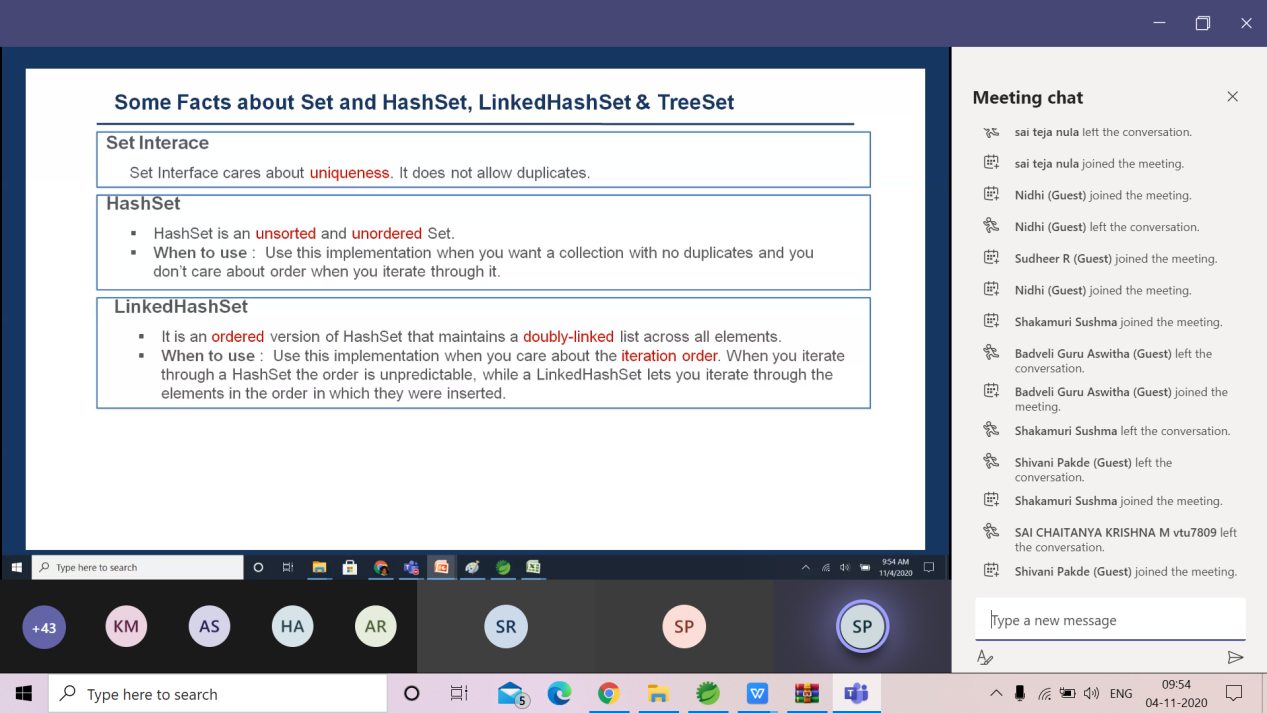 Some Facts about Set and HashSet, LinkedHashSet & TreeSet
Set Interace
Set Interface cares about uniqueness. It does not allow duplicates.
HashSet
▪ HashSet is an unsorted and unordered Set.
▪ When to use : Use this implementation when you want a collection with no duplicates and you
don't care about order when you iterate through it.
LinkedHashSet
▪ It is an ordered version of HashSet that maintains a doubly-linked list across all elements.
▪ When to use : Use this implementation when you care about the iteration order. When you iterate
through a HashSet the order is unpredictable, while a LinkedHashSet lets you iterate through the
elements in the order in which they were inserted.
Type here to search
9:54 AM
11/4/2020
+43
KM
AS
HA
AR
SR
SP
SP
Meeting chat
sai teja nula left the conversation.
sai teja nula joined the meeting.
Nidhi (Guest) joined the meeting.
Nidhi (Guest) left the conversation.
Sudheer R (Guest) joined the meeting.
Nidhi (Guest) joined the meeting.
Shakamuri Sushma joined the meeting.
Badveli Guru Aswitha (Guest) left the
conversation.
Badveli Guru Aswitha (Guest) joined the
meeting.
Shakamuri Sushma left the conversation.
Shivani Pakde (Guest) left the
conversation.
Shakamuri Sushma joined the meeting.
SAI CHAITANYA KRISHNA M vtu7809 left
the conversation.
Shivani Pakde (Guest) joined the meeting.
Type a new message
Type here to search
5
W
ENG
09:54
04-11-2020